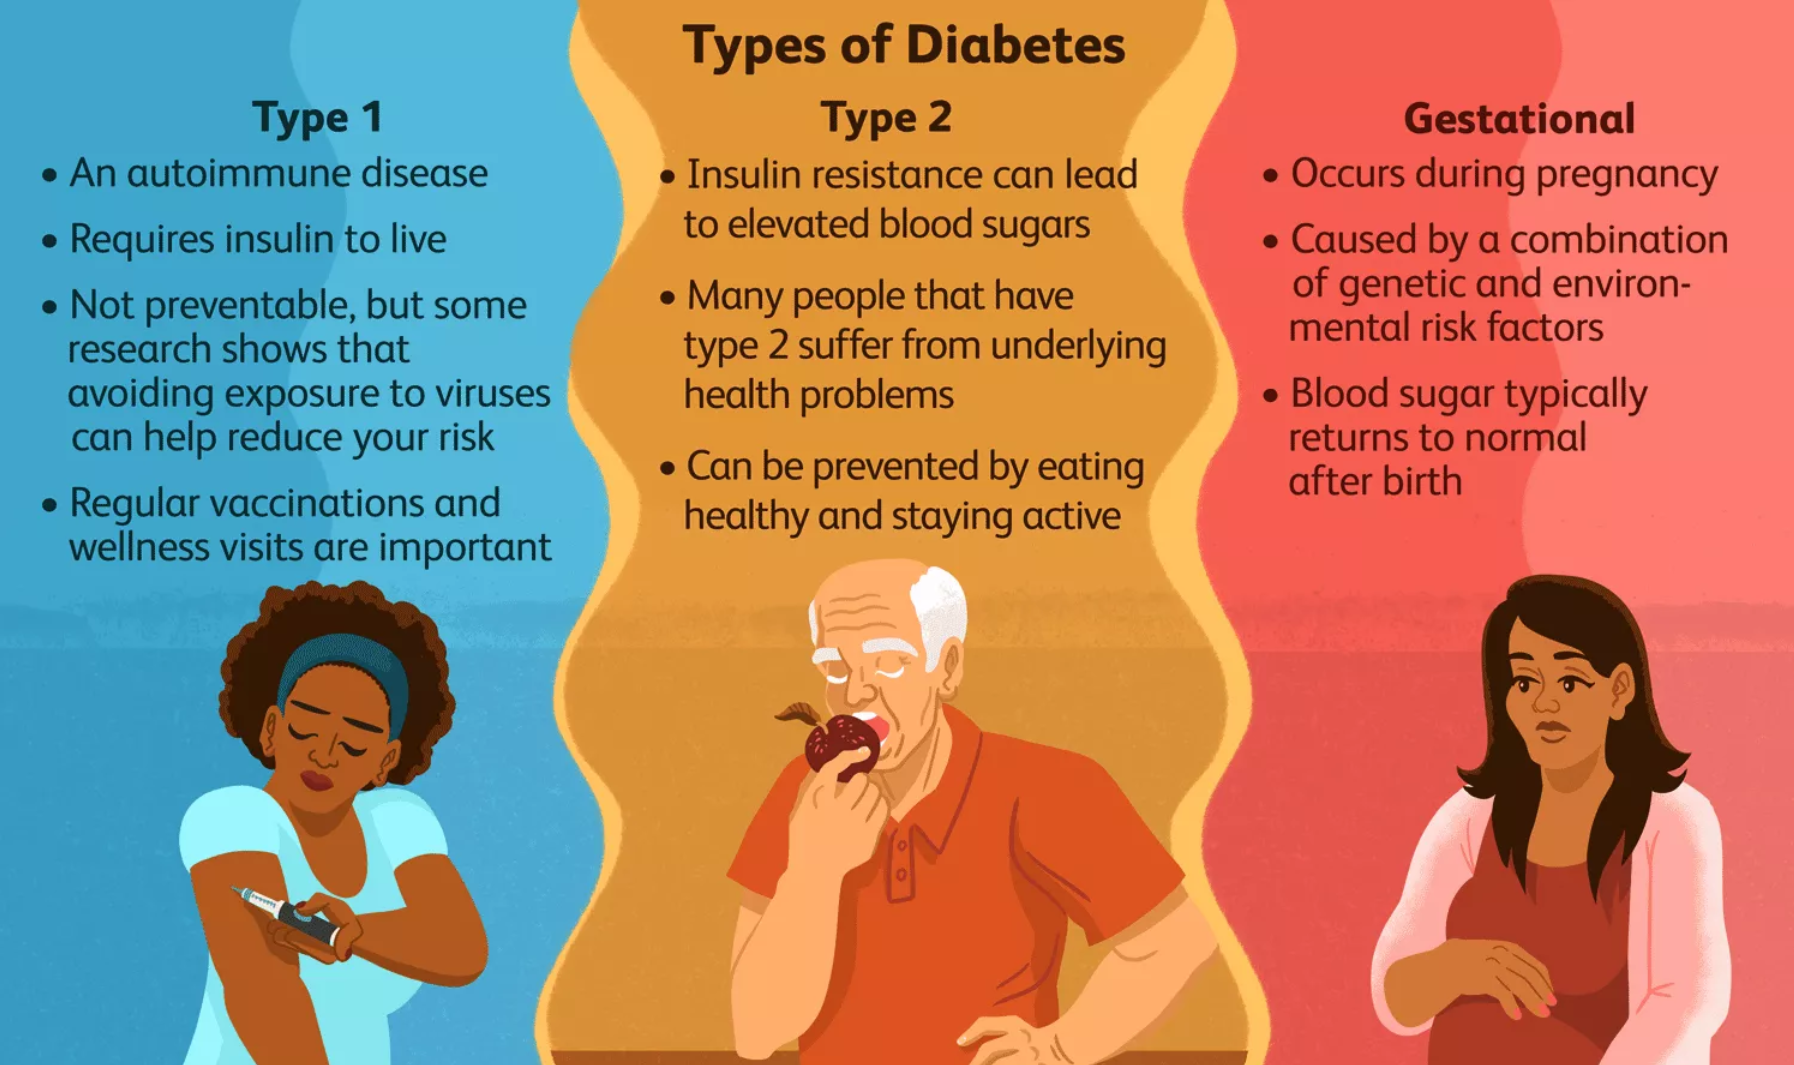 Types of Diabetes
Type 1
• An autoimmune disease
• Requires insulin to live
• Not preventable, but some
research shows that
avoiding exposure to viruses
can help reduce your risk
• Regular vaccinations and
wellness visits are important
Type 2
• Insulin resistance can lead
to elevated blood sugars
• Many people that have
type 2 suffer from underlying
health problems
• Can be prevented by eating
healthy and staying active
Gestational
• Occurs during pregnancy
• Caused by a combination
of genetic and environ-
mental risk factors
• Blood sugar typically
returns to normal
after birth